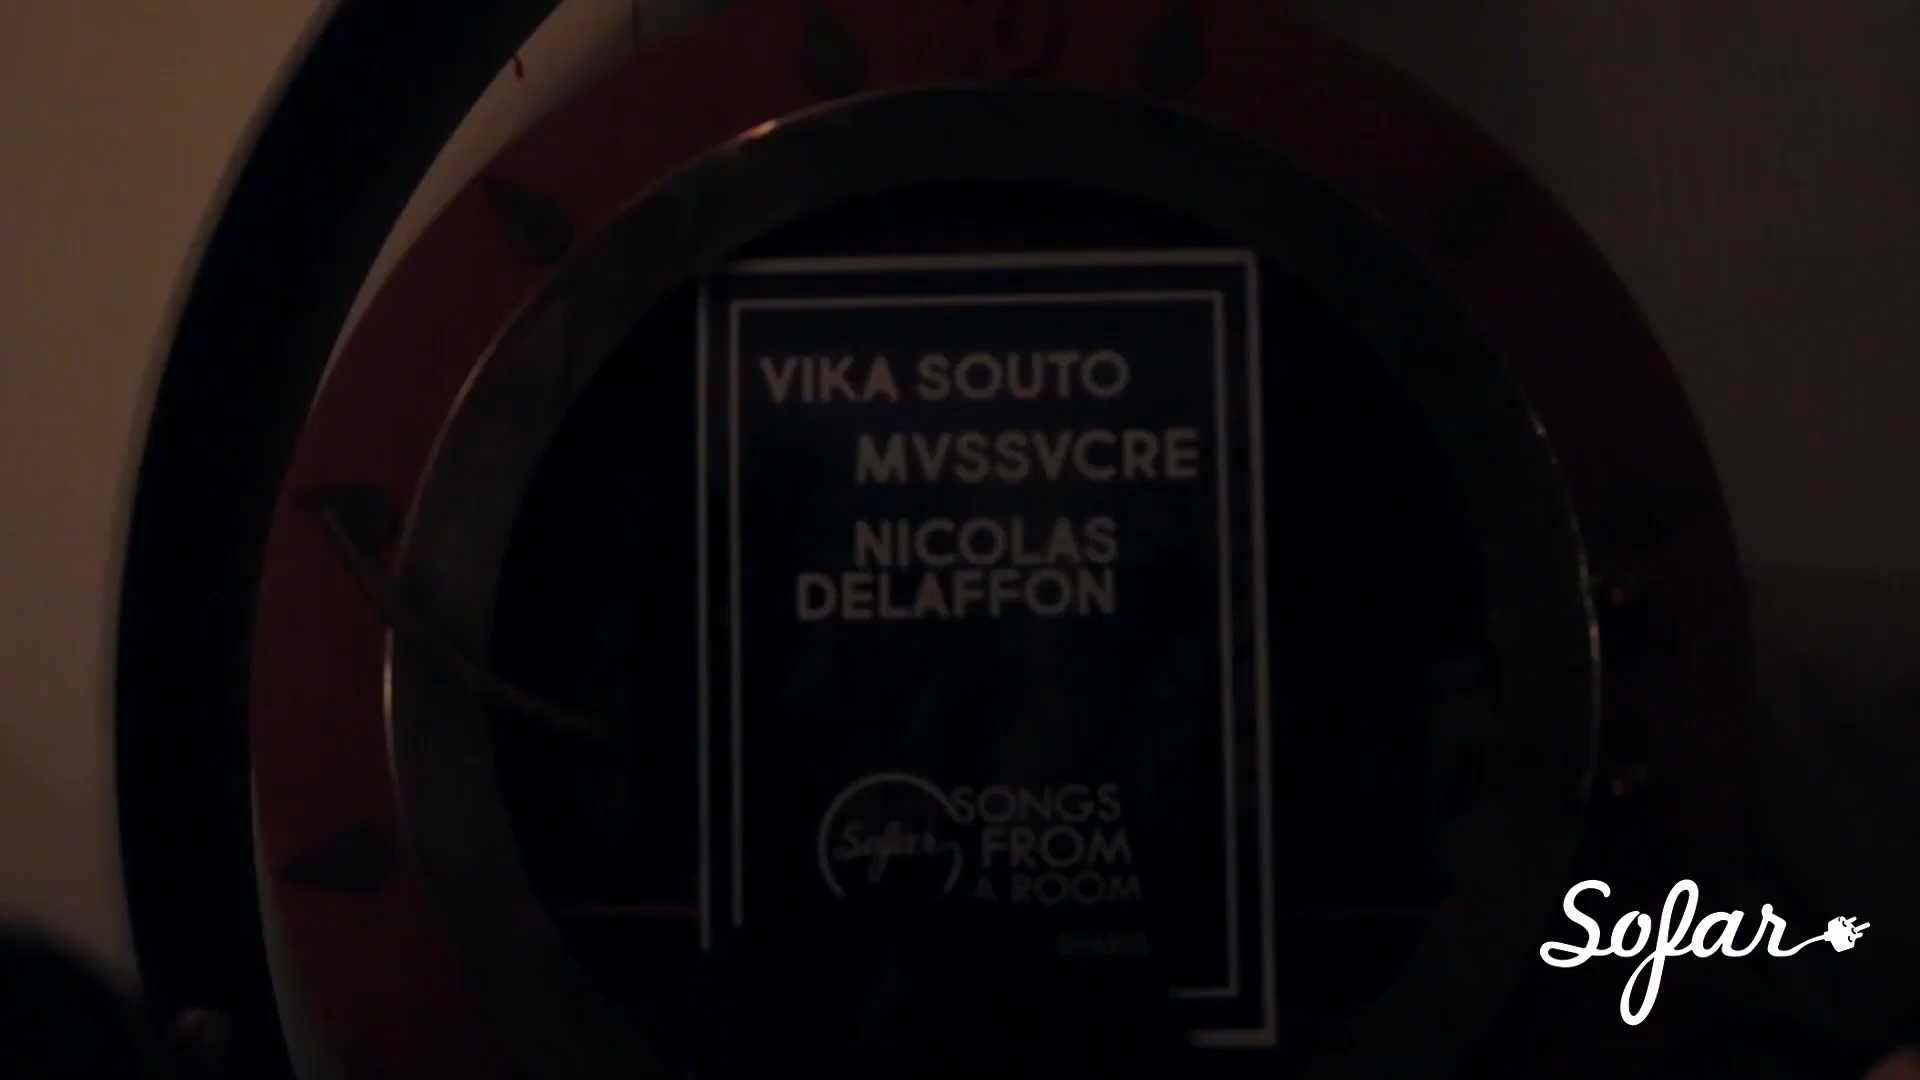 VIKA SOUTO
MVSSVCRE
NICOLAS
DELAFFON
Sofar
SONGS
FROM
A ROOM
Sofar